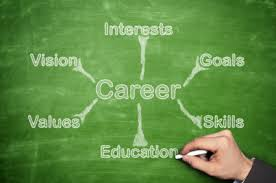 Interests
Vision
Goals
Career
Values
Skills
Education